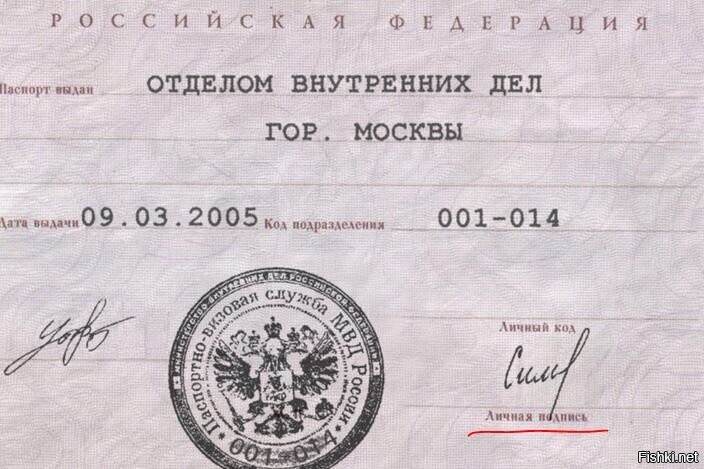 РОССИЙСКАЯ ФЕДЕРАЦИЯ
Паспорт выдан ОТДЕЛОМ ВНУТРЕННИХ ДЕЛ
ГОР. МОСКВЫ
Дата выдачи 09.03.2005 Код подразделения 001-014
Паспортно-визовая служба МВД России
001-014
Личный код
Личная подпись
Fishki.net